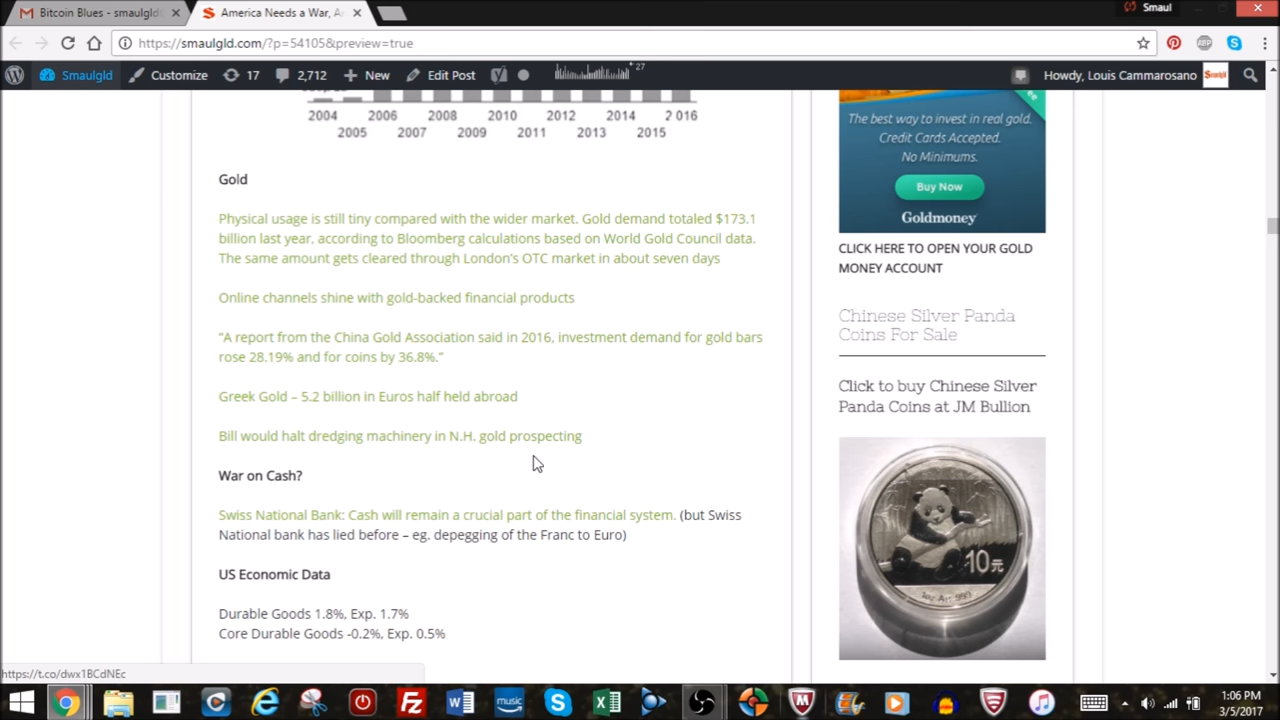 Bitcoin Blues - smaulgld
America Needs a War, A
Smaul
https://smaulgld.com/?p=54105&preview=true
Smaulgld
Customize
17
2,712
New
Edit Post
27
Howdy, Louis Cammarosano
2004 2006 2008 2010 2012 2014 2 016
2005 2007 2009 2011 2013 2015
Gold
Physical usage is still tiny compared with the wider market. Gold demand totaled $173.1
billion last year, according to Bloomberg calculations based on World Gold Council data.
The same amount gets cleared through London's OTC market in about seven days
Online channels shine with gold-backed financial products
“A report from the China Gold Association said in 2016, investment demand for gold bars
rose 28.19% and for coins by 36.8%.”
Greek Gold – 5.2 billion in Euros half held abroad
Bill would halt dredging machinery in N.H. gold prospecting
War on Cash?
Swiss National Bank: Cash will remain a crucial part of the financial system. (but Swiss
National bank has lied before – eg. depegging of the Franc to Euro)
US Economic Data
Durable Goods 1.8%, Exp. 1.7%
Core Durable Goods -0.2%, Exp. 0.5%
The best way to invest in real gold.
Credit Cards Accepted.
No Minimums.
Buy Now
Goldmoney
CLICK HERE TO OPEN YOUR GOLD
MONEY ACCOUNT
Chinese Silver Panda
Coins For Sale
Click to buy Chinese Silver
Panda Coins at JM Bullion
10元
1oz Ag .999
https://t.co/dwx1BCdNEc
music
1:06 PM
3/5/2017